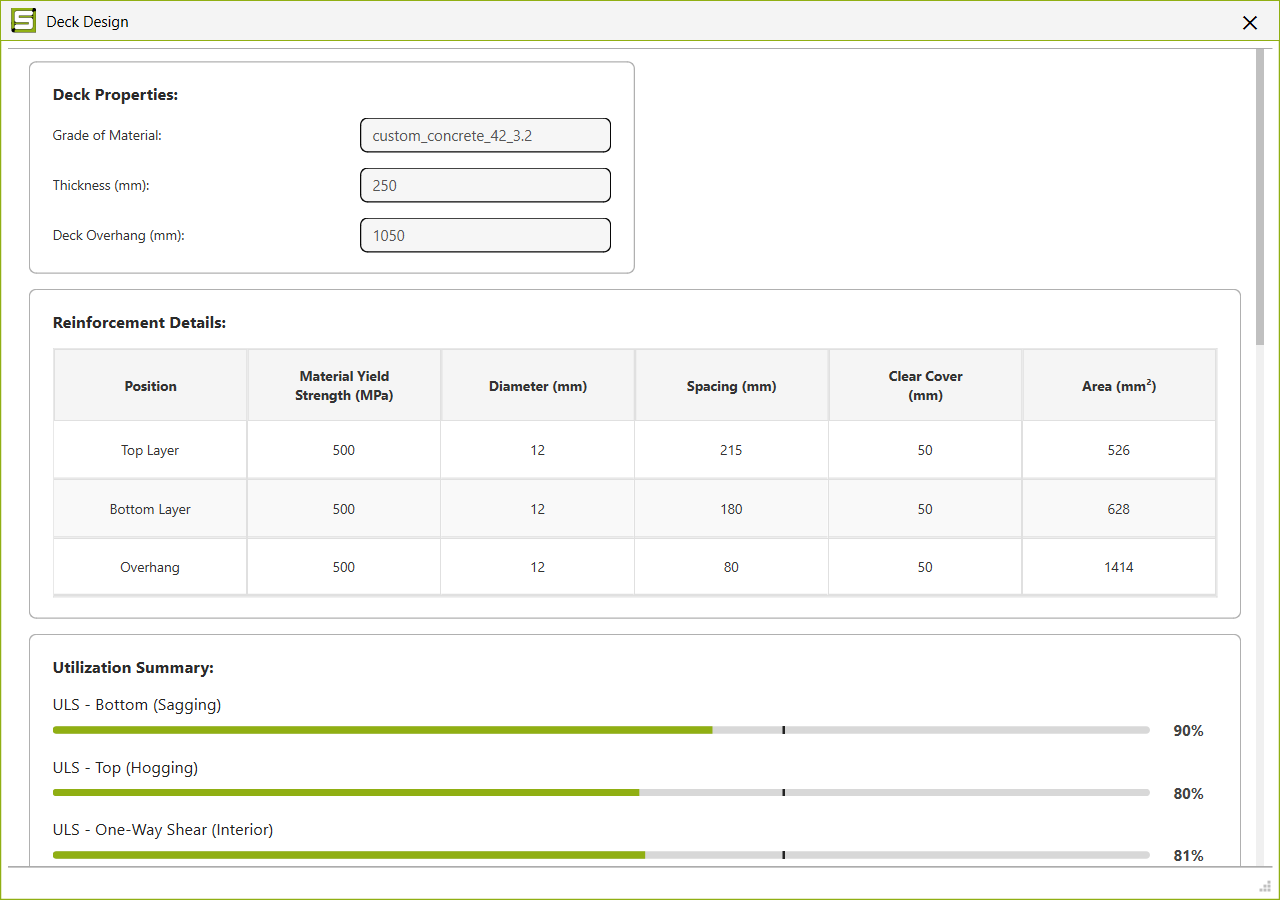 Deck Design
Deck Properties:
Grade of Material:
custom_concrete_42_3.2
Thickness (mm):
250
Deck Overhang (mm):
1050
Reinforcement Details:
Position
Material Yield
Strength (MPa)
Diameter (mm)
Spacing (mm)
Clear Cover
(mm)
Area (mm²)
Top Layer
500
12
215
50
526
Bottom Layer
500
12
180
50
628
Overhang
500
12
80
50
1414
Utilization Summary:
ULS - Bottom (Sagging)
90%
ULS - Top (Hogging)
80%
ULS - One-Way Shear (Interior)
81%